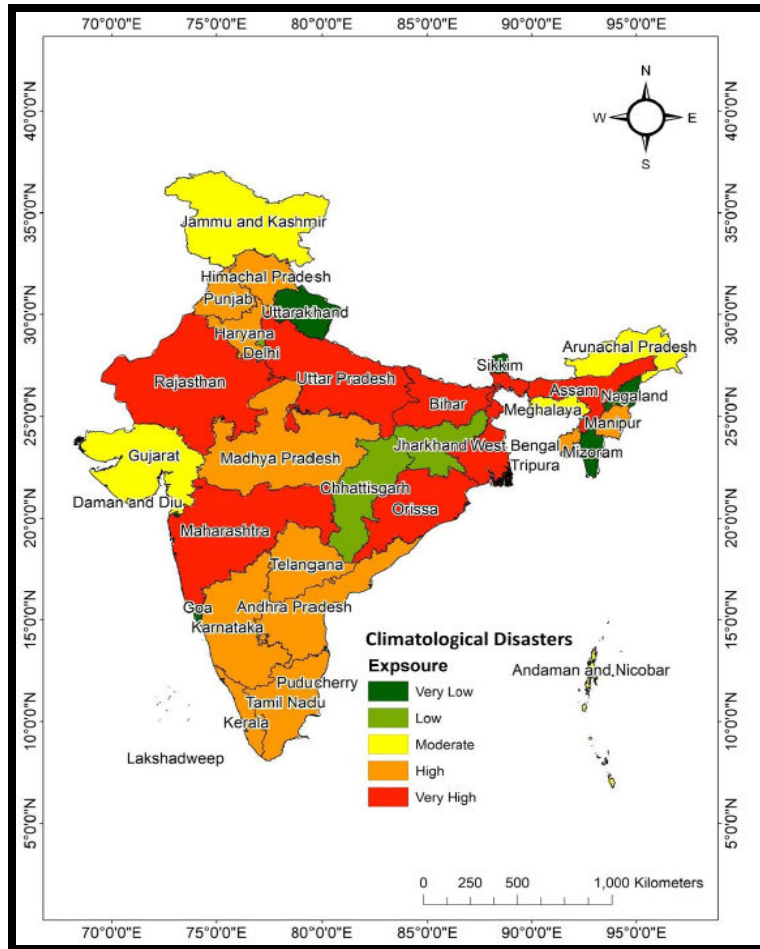 70°0'0"E 75°0'0"E 80°0'0"E 85°0'0"E 90°0'0"E 95°0'0"E
40°0'0"N 40°0'0"N
35°0'0"N 35°0'0"N
30°0'0"N 30°0'0"N
25°0'0"N 25°0'0"N
20°0'0"N 20°0'0"N
15°0'0"N 15°0'0"N
10°0'0"N 10°0'0"N
5°0'0"N 5°0'0"N
N
W E
S
Jammu and Kashmir
Himachal Pradesh
Punjab
Uttarakhand
Haryana
Delhi
Arunachal Pradesh
Sikkim
Rajasthan
Uttar Pradesh
Assam
Nagaland
Bihar
Meghalaya
Manipur
Gujarat
Madhya Pradesh
Jharkhand
West Bengal
Mizoram
Tripura
Chhattisgarh
Daman and Diu
Orissa
Maharashtra
Telangana
Goa
Andhra Pradesh
Karnataka
Puducherry
Tamil Nadu
Kerala
Lakshadweep
Andaman and Nicobar
Climatological Disasters
Expsoure
Very Low
Low
Moderate
High
Very High
0 250 500 1,000 Kilometers
70°0'0"E 75°0'0"E 80°0'0"E 85°0'0"E 90°0'0"E 95°0'0"E